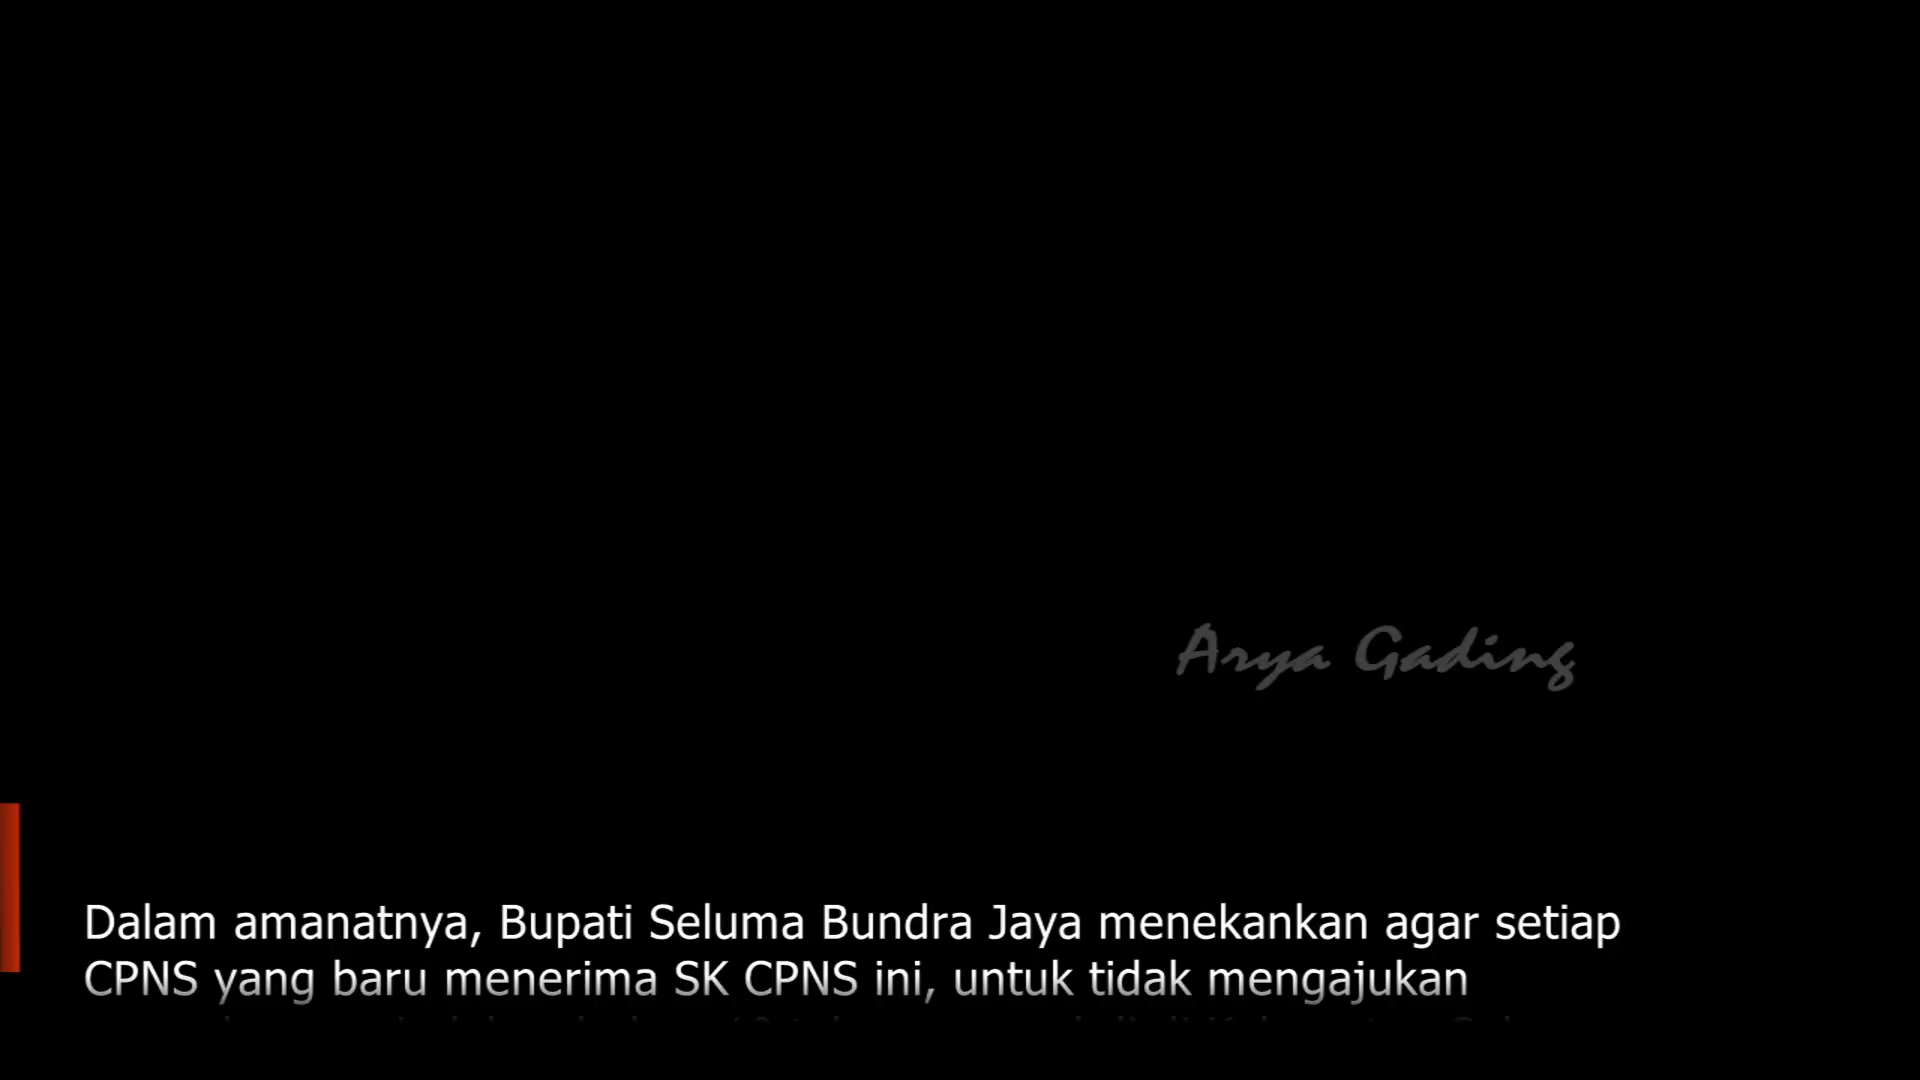 Arya Gading
Dalam amanatnya, Bupati Seluma Bundra Jaya menekankan agar setiap
CPNS yang baru menerima SK CPNS ini, untuk tidak mengajukan